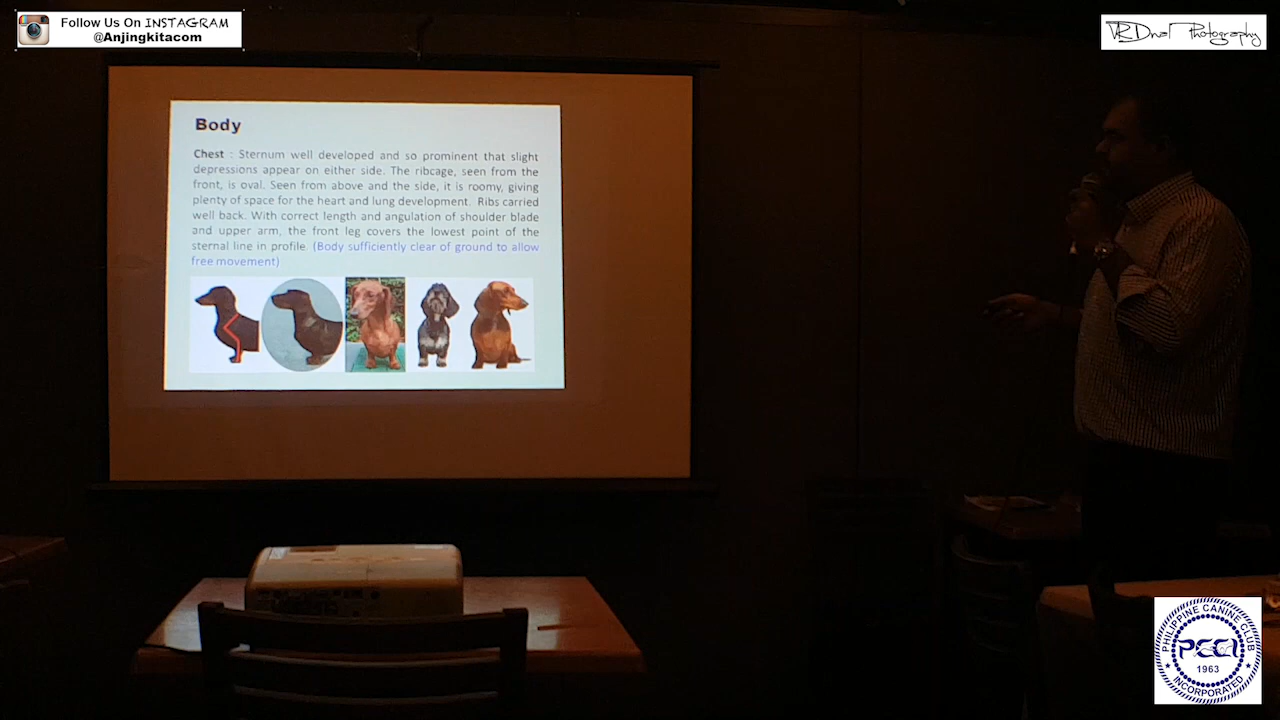 Follow Us On INSTAGRAM
@Anjingkitacom
VRDnal Photography
Body
Chest : Sternum well developed and so prominent that slight
depressions appear on either side. The ribcage, seen from the
front, is oval. Seen from above and the side, it is roomy, giving
plenty of space for the heart and lung development. Ribs carried
well back. With correct length and angulation of shoulder blade
and upper arm, the front leg covers the lowest point of the
sternal line in profile. (Body sufficiently clear of ground to allow
free movement)
PHILIPPINE CANINE CLUB
PCCI
1963
INCORPORATED